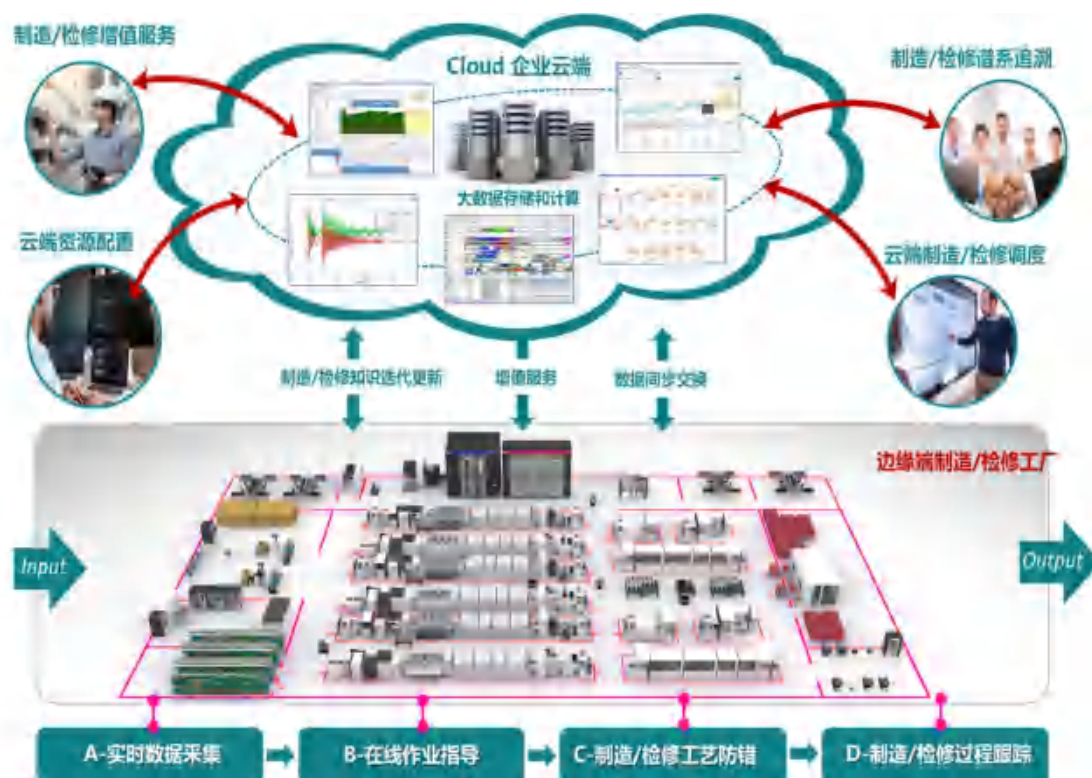 制造/检修增值服务
Cloud 企业云端
制造/检修谱系追溯
大数据存储和计算
云端资源配置
云端制造/检修调度
制造/检修知识迭代更新
增值服务
数据同步交换
边缘端制造/检修工厂
Input
Output
A-实时数据采集
B-在线作业指导
C-制造/检修工艺防错
D-制造/检修过程跟踪